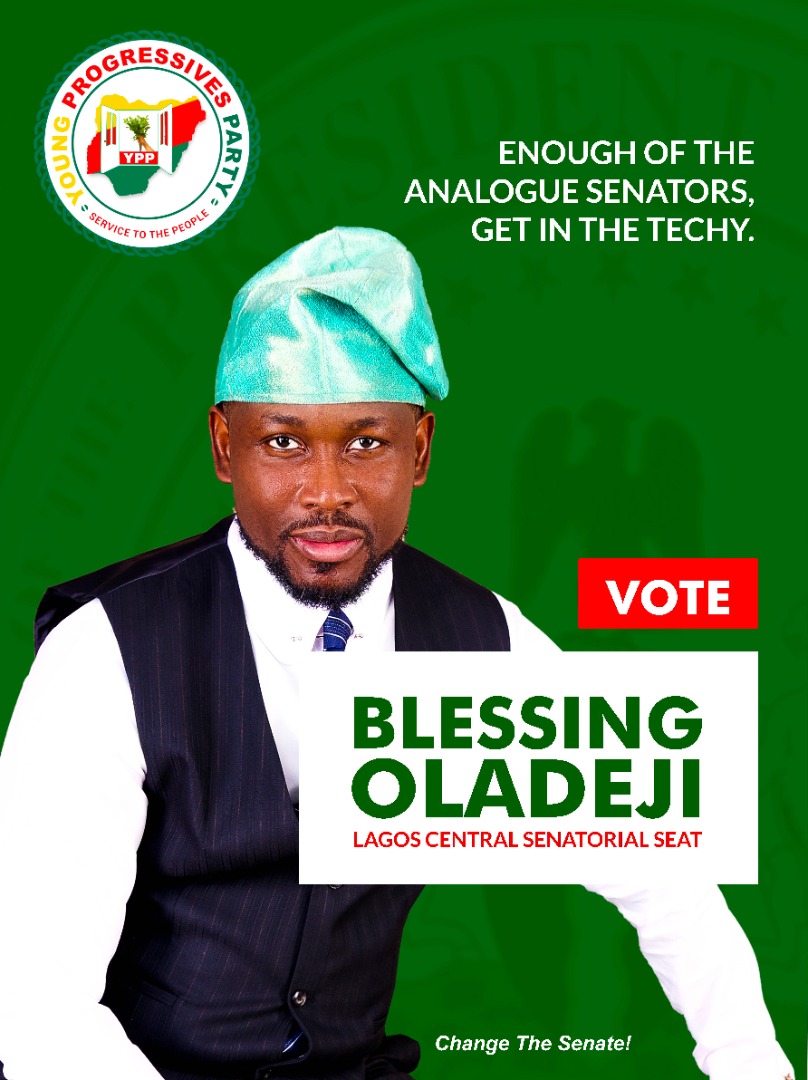 YOUNG PROGRESSIVES PARTY
YPP
SERVICE TO THE PEOPLE
ENOUGH OF THE
ANALOGUE SENATORS,
GET IN THE TECHY.
VOTE
BLESSING
OLADEJI
LAGOS CENTRAL SENATORIAL SEAT
Change The Senate!